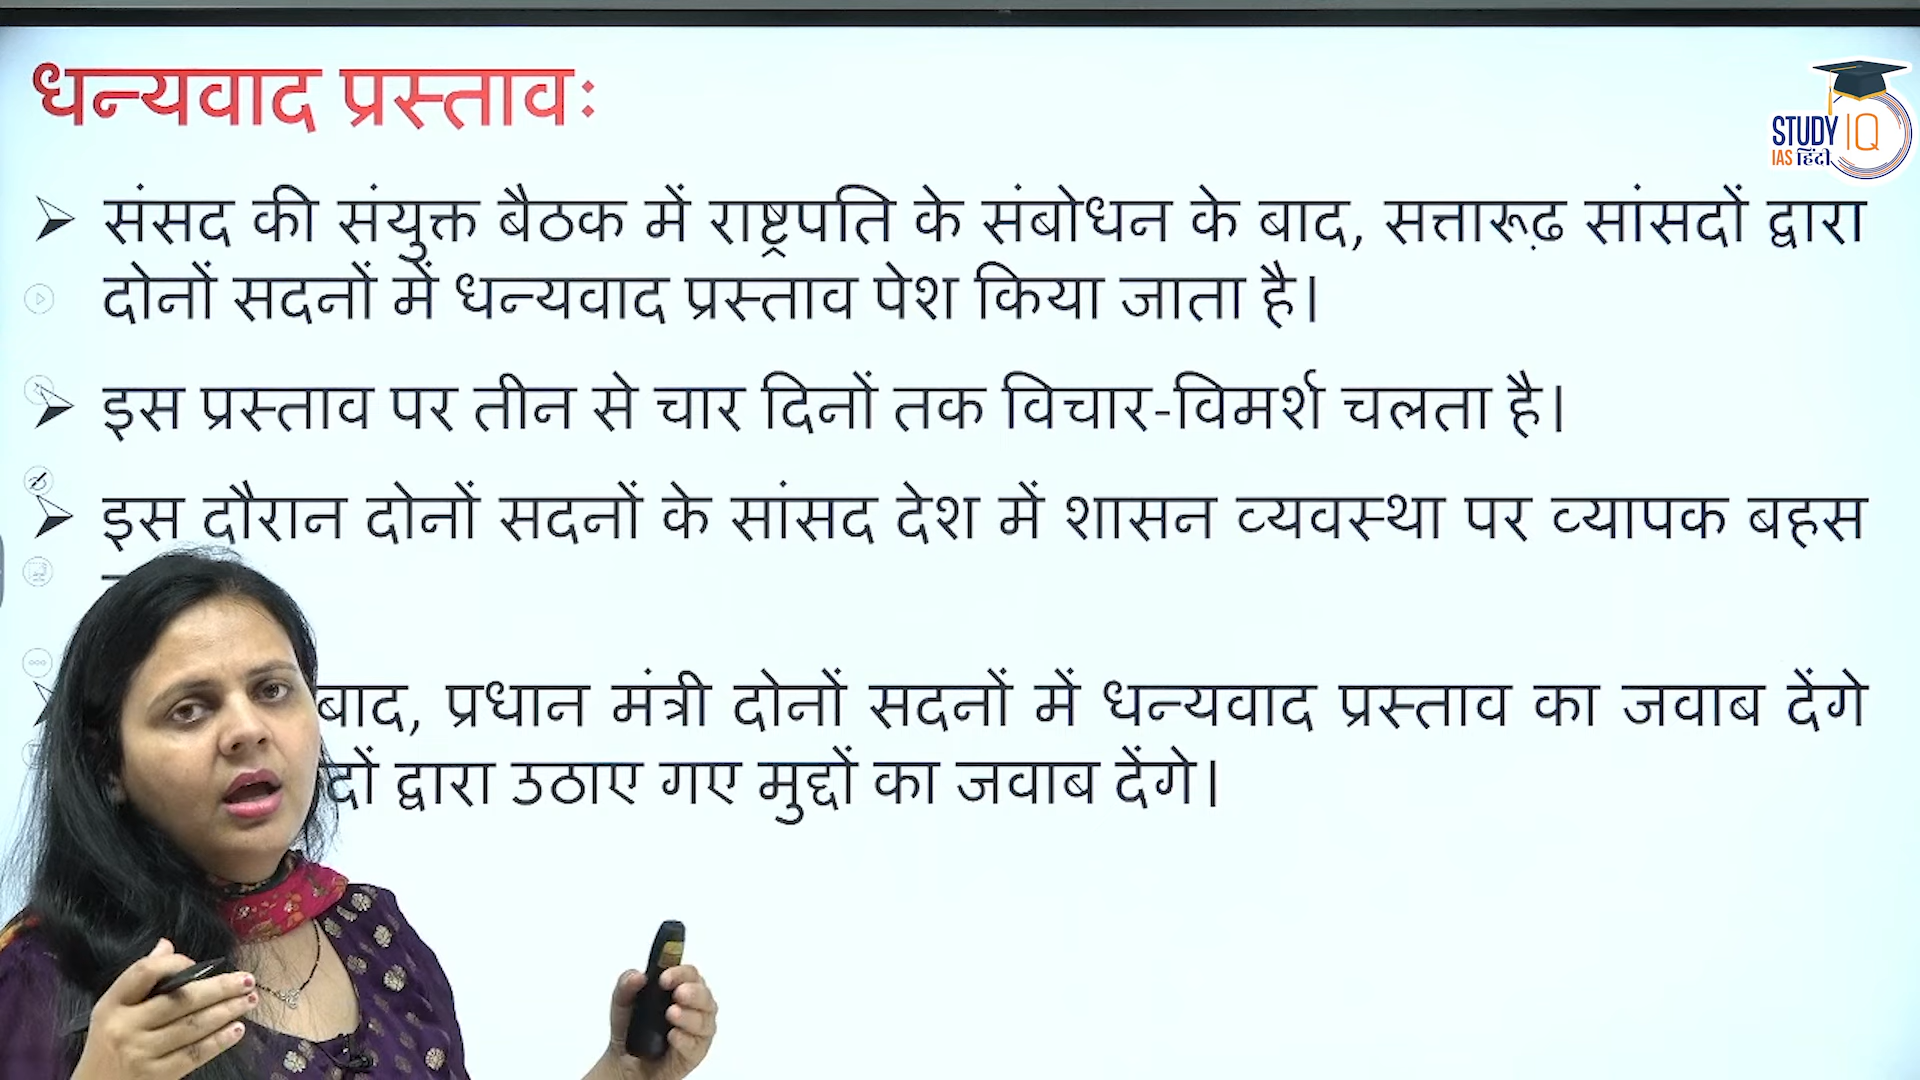 धन्यवाद प्रस्तावः
STUDY IQ
IAS हिंदी
संसद की संयुक्त बैठक में राष्ट्रपति के संबोधन के बाद, सत्तारूढ़ सांसदों द्वारा
दोनों सदनों में धन्यवाद प्रस्ताव पेश किया जाता है।
इस प्रस्ताव पर तीन से चार दिनों तक विचार-विमर्श चलता है।
इस दौरान दोनों सदनों के सांसद देश में शासन व्यवस्था पर व्यापक बहस
बाद, प्रधान मंत्री दोनों सदनों में धन्यवाद प्रस्ताव का जवाब देंगे
द्वारा उठाए गए मुद्दों का जवाब देंगे।